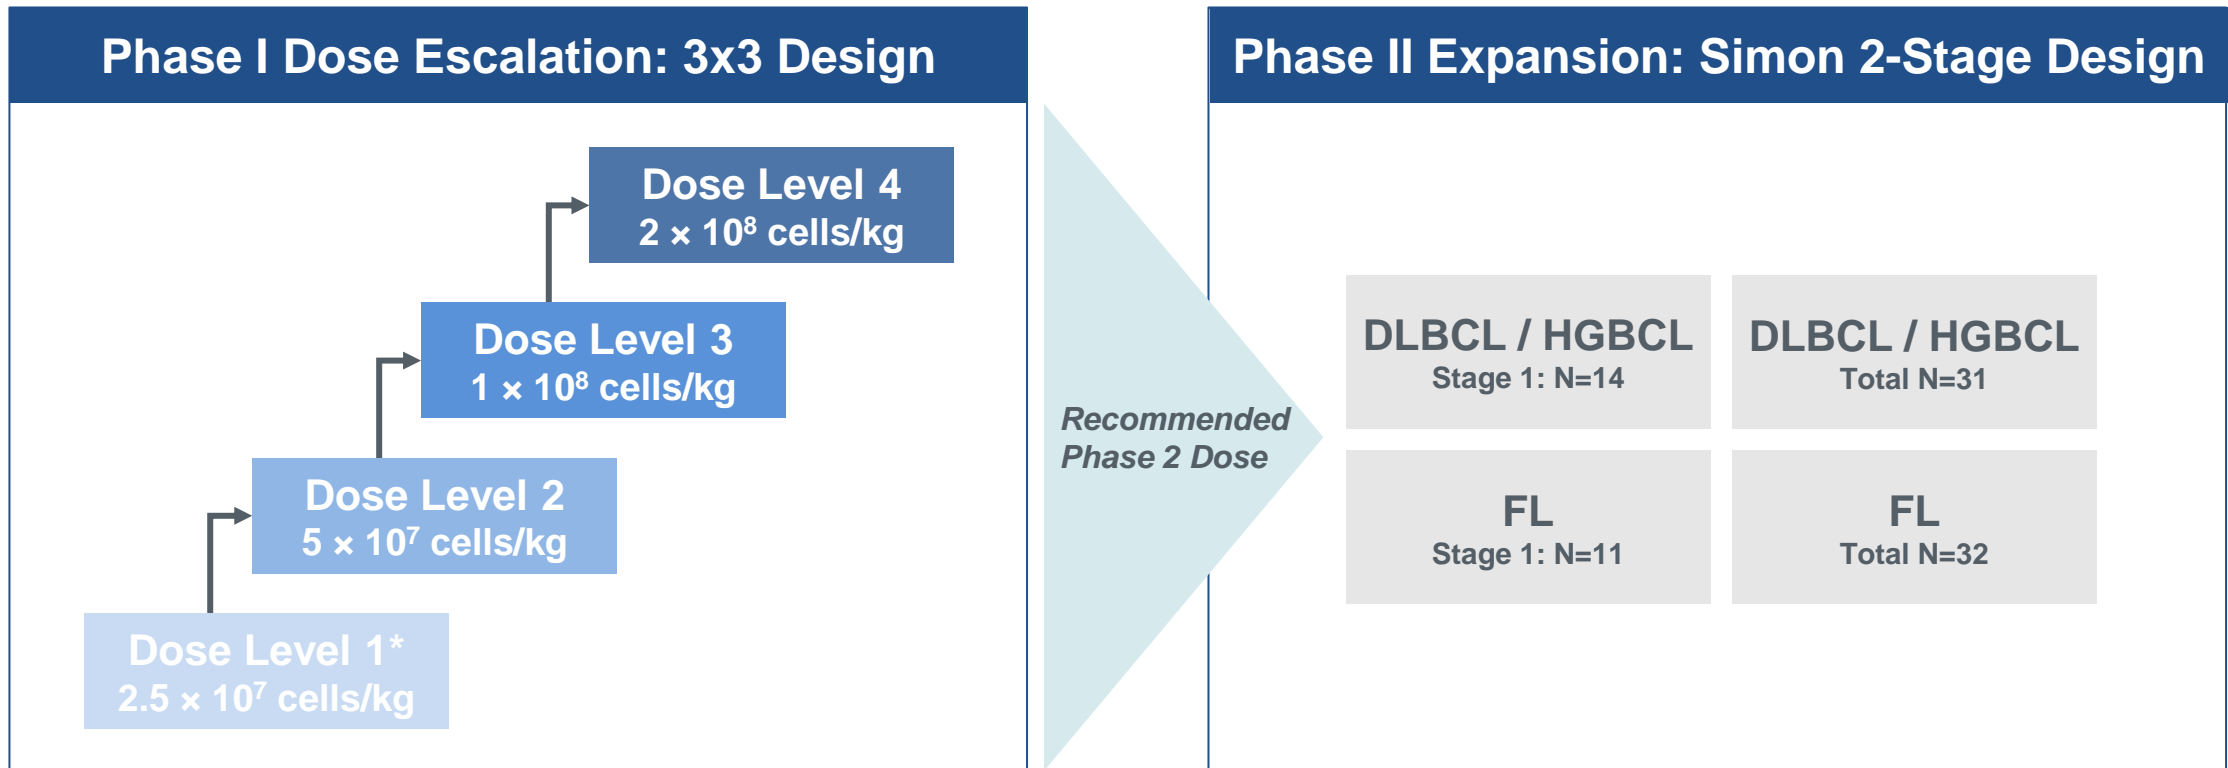 Phase I Dose Escalation: 3x3 Design
Dose Level 4
2 × 10⁸ cells/kg
Dose Level 3
1 × 10⁸ cells/kg
Dose Level 2
5 × 10⁷ cells/kg
Dose Level 1*
2.5 × 10⁷ cells/kg
Recommended
Phase 2 Dose
Phase II Expansion: Simon 2-Stage Design
DLBCL / HGBCL
Stage 1: N=14
DLBCL / HGBCL
Total N=31
FL
Stage 1: N=11
FL
Total N=32